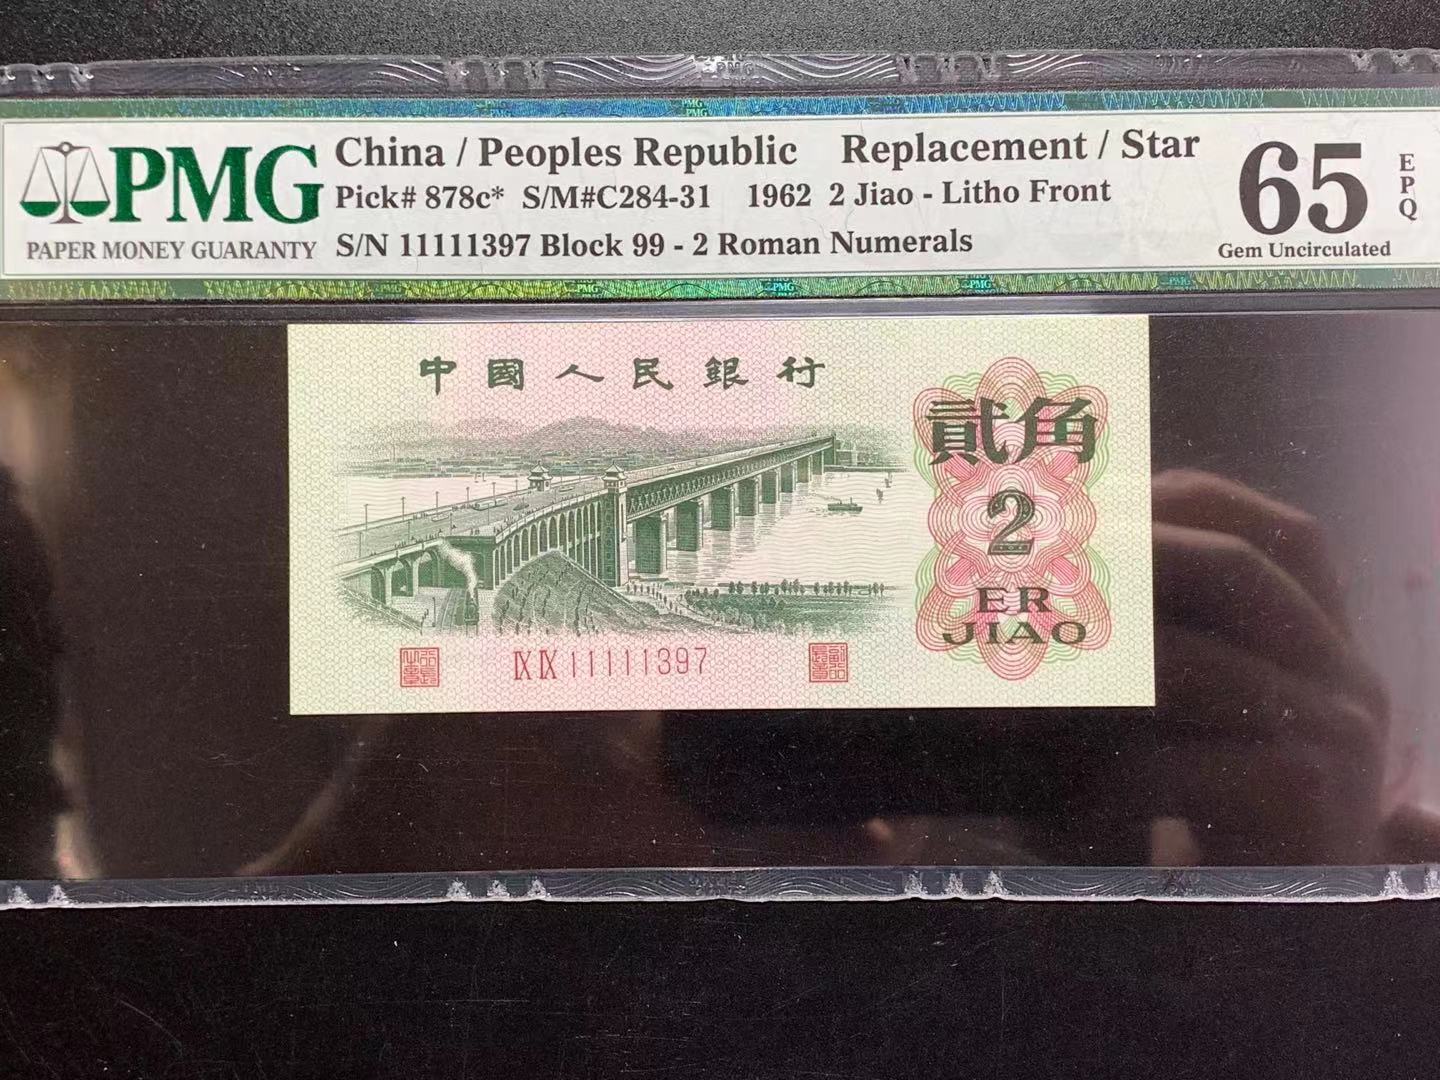 PMG
PAPER MONEY GUARANTY
China / Peoples Republic Replacement / Star
Pick# 878c* S/M#C284-31 1962 2 Jiao - Litho Front
S/N 11111397 Block 99 - 2 Roman Numerals
65
EPQ
Gem Uncirculated
中國人民銀行
貳角
2
ER
JIAO
ⅨⅨ 11111397